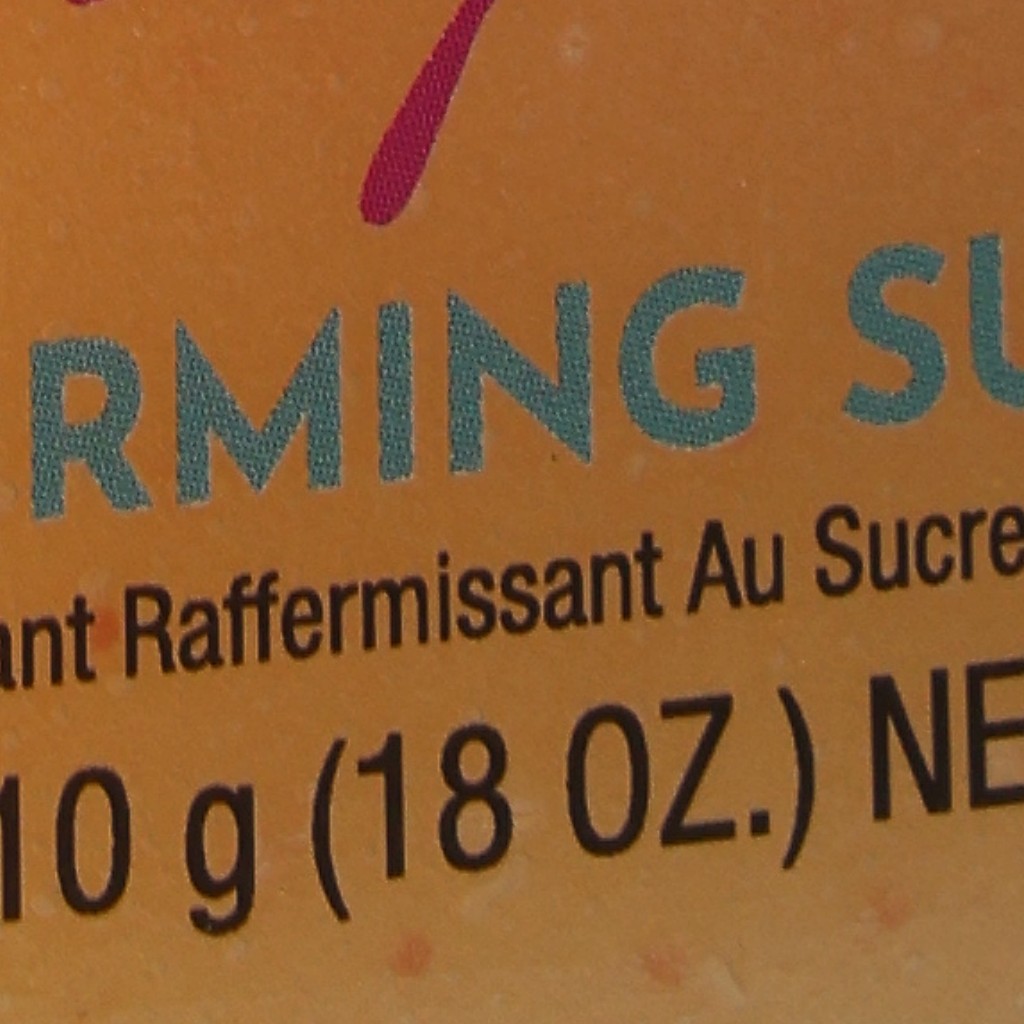 RMING SU
ant Raffermissant Au Sucre
10 g (18 OZ.) NE